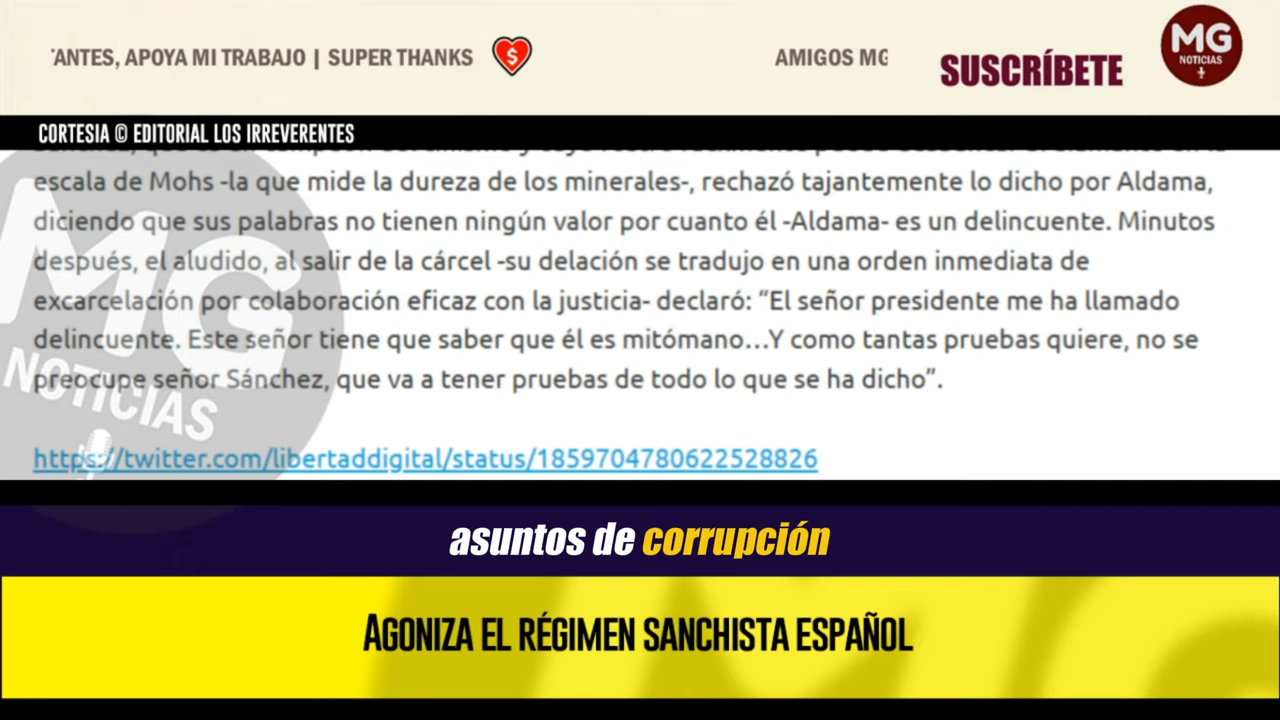 ANTES, APOYA MI TRABAJO | SUPER THANKS
$
AMIGOS MG
SUSCRÍBETE
MG
NOTICIAS
CORTESIA © EDITORIAL LOS IRREVERENTES
escala de Mohs -la que mide la dureza de los minerales-, rechazó tajantemente lo dicho por Aldama,
diciendo que sus palabras no tienen ningún valor por cuanto él -Aldama- es un delincuente. Minutos
después, el aludido, al salir de la cárcel -su delación se tradujo en una orden inmediata de
excarcelación por colaboración eficaz con la justicia- declaró: “El señor presidente me ha llamado
delincuente. Este señor tiene que saber que él es mitómano...Y como tantas pruebas quiere, no se
preocupe señor Sánchez, que va a tener pruebas de todo lo que se ha dicho”.
https://twitter.com/libertaddigital/status/1859704780622528826
MG
NOTICIAS
asuntos de corrupción
AGONIZA EL RÉGIMEN SANCHISTA ESPAÑOL